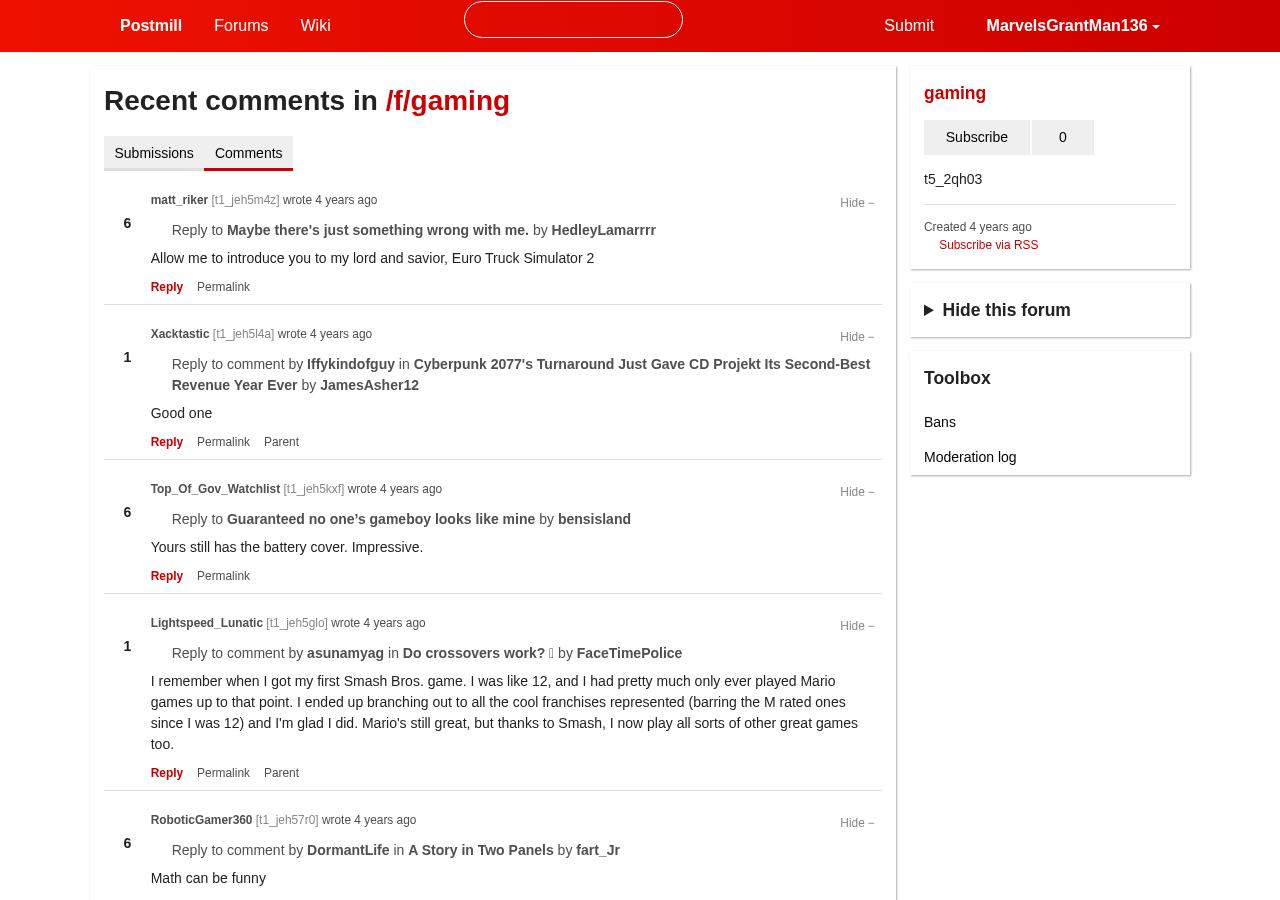 Postmill Forums Wiki Submit MarvelsGrantMan136
Recent comments in /f/gaming
Submissions Comments
matt_riker [t1_jeh5m4z] wrote 4 years ago
Hide −
6
Reply to Maybe there's just something wrong with me. by HedleyLamarrrr
Allow me to introduce you to my lord and savior, Euro Truck Simulator 2
Reply Permalink
Xacktastic [t1_jeh5l4a] wrote 4 years ago
Hide −
1
Reply to comment by Iffykindofguy in Cyberpunk 2077's Turnaround Just Gave CD Projekt Its Second-Best
Revenue Year Ever by JamesAsher12
Good one
Reply Permalink Parent
Top_Of_Gov_Watchlist [t1_jeh5kxf] wrote 4 years ago
Hide −
6
Reply to Guaranteed no one’s gameboy looks like mine by bensisland
Yours still has the battery cover. Impressive.
Reply Permalink
Lightspeed_Lunatic [t1_jeh5glo] wrote 4 years ago
Hide −
1
Reply to comment by asunamyag in Do crossovers work? by FaceTimePolice
I remember when I got my first Smash Bros. game. I was like 12, and I had pretty much only ever played Mario
games up to that point. I ended up branching out to all the cool franchises represented (barring the M rated ones
since I was 12) and I'm glad I did. Mario's still great, but thanks to Smash, I now play all sorts of other great games
too.
Reply Permalink Parent
RoboticGamer360 [t1_jeh57r0] wrote 4 years ago
Hide −
6
Reply to comment by DormantLife in A Story in Two Panels by fart_Jr
Math can be funny
gaming
Subscribe 0
t5_2qh03
Created 4 years ago
Subscribe via RSS
Hide this forum
Toolbox
Bans
Moderation log